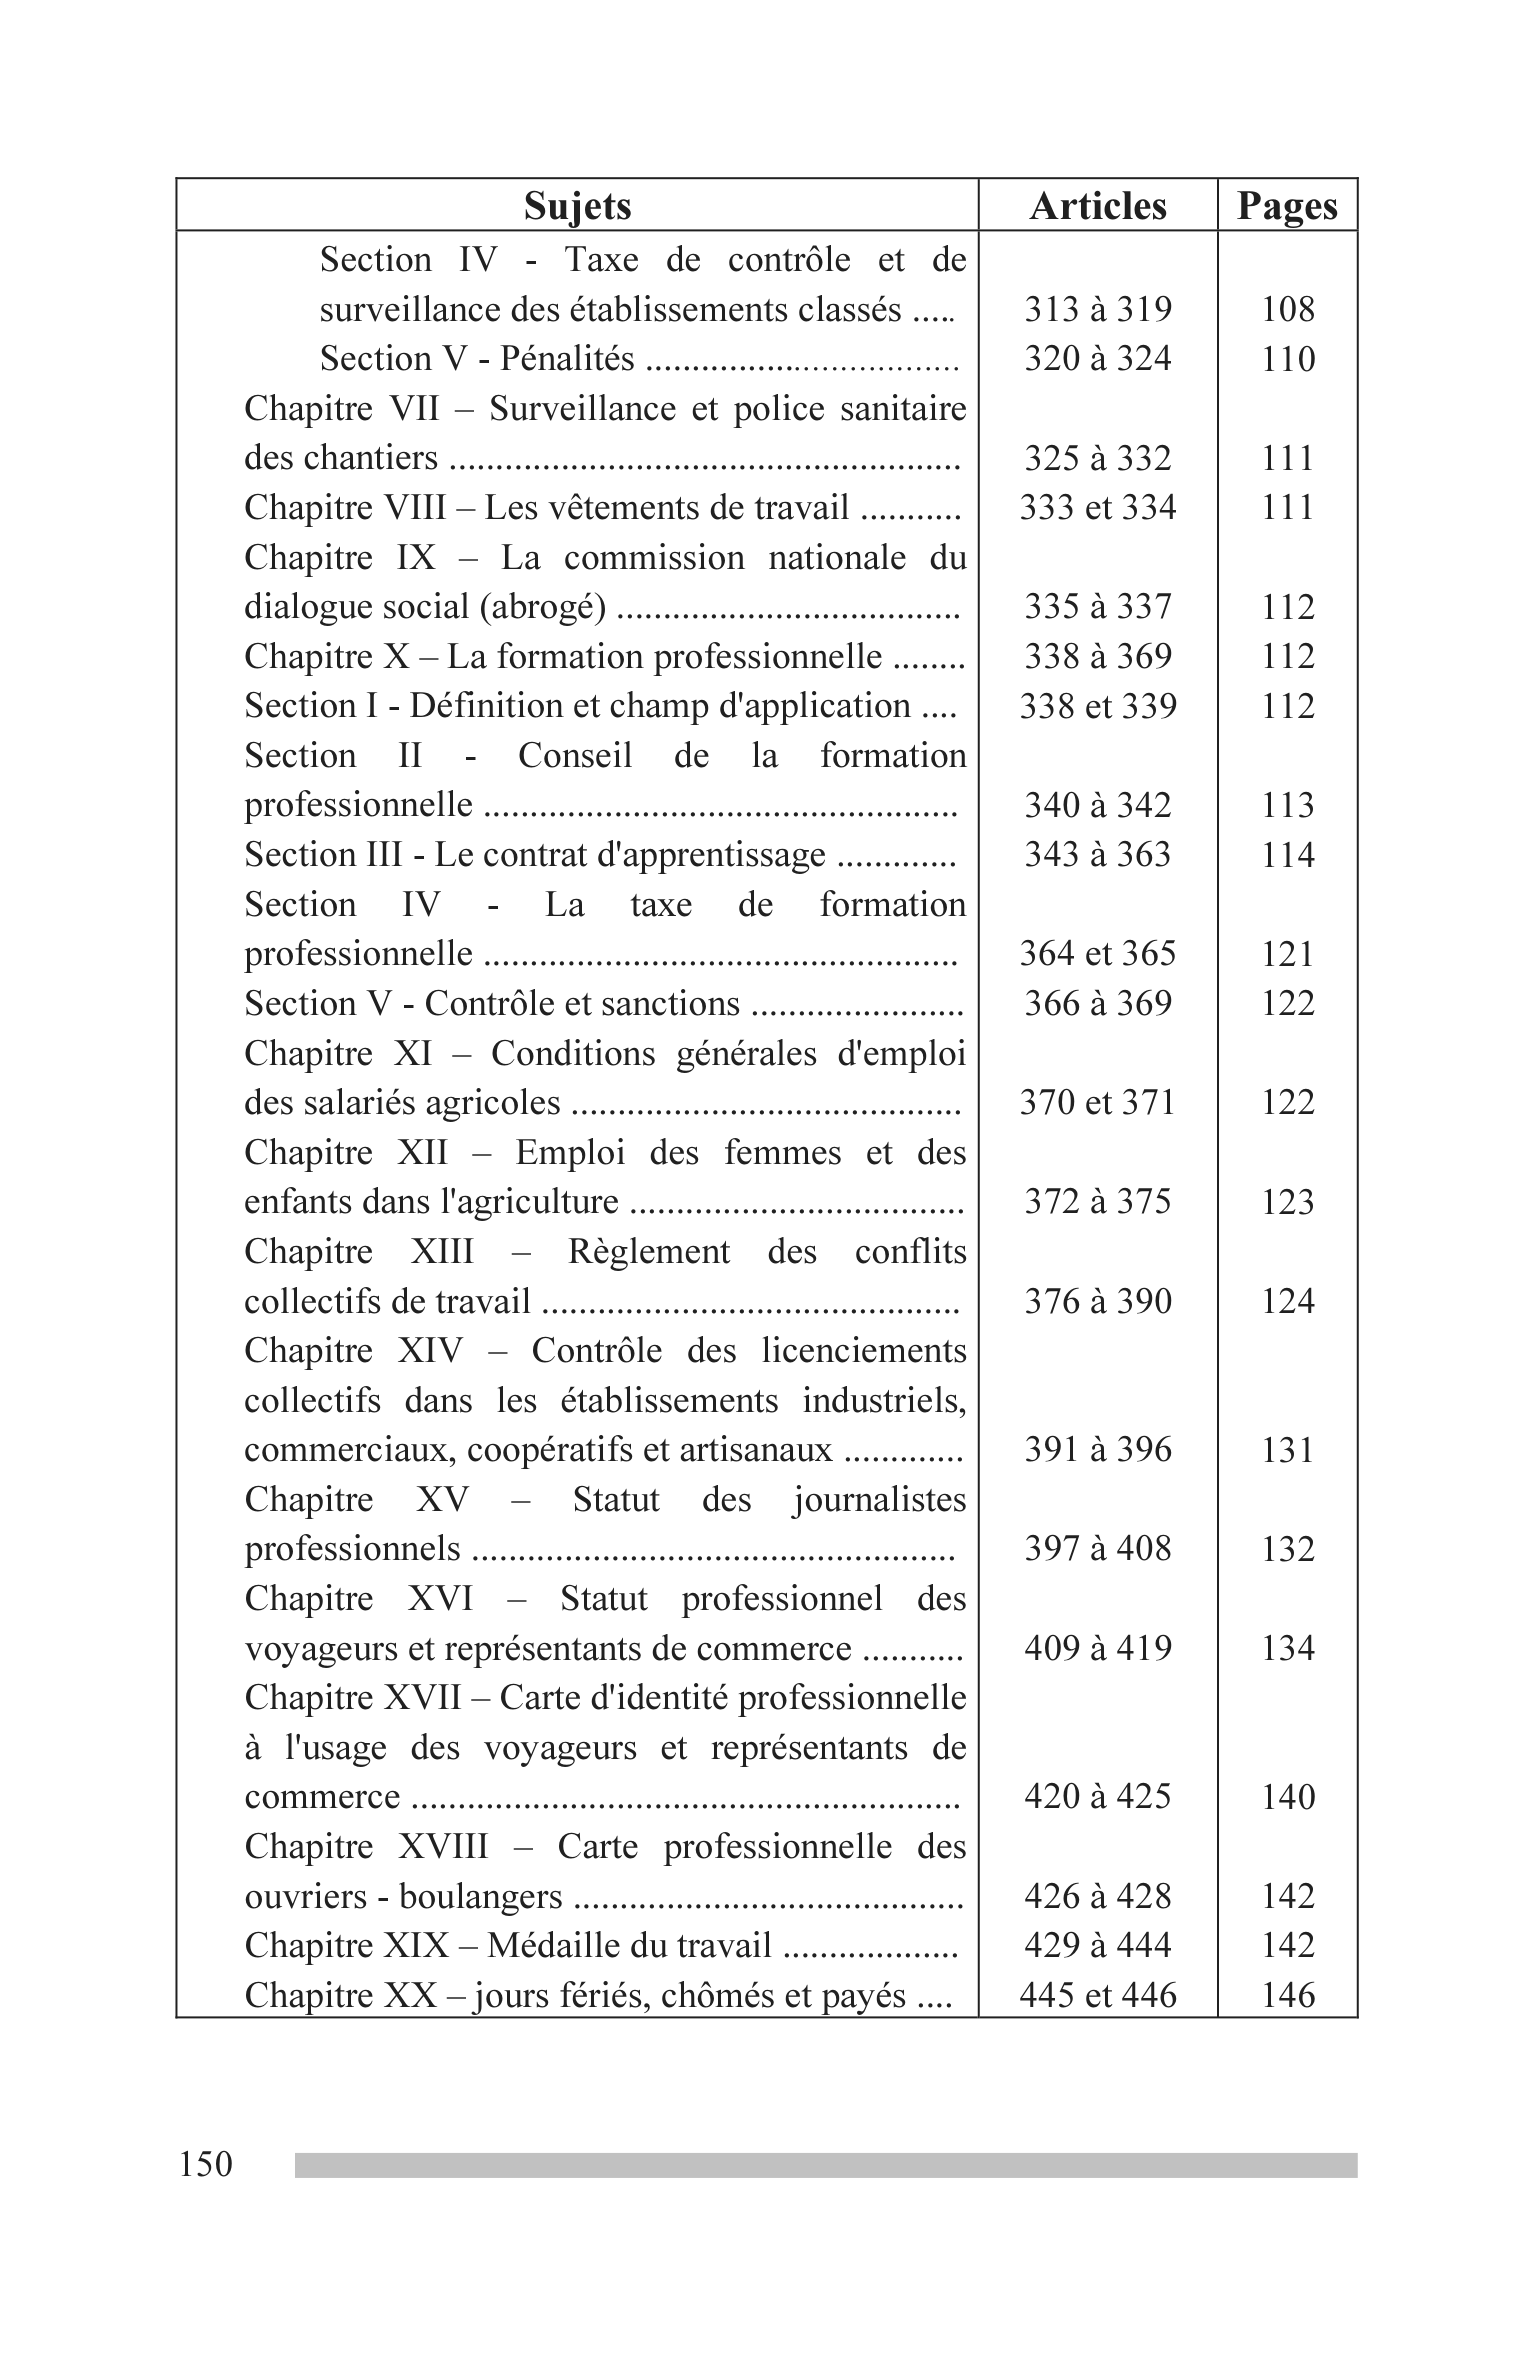 Sujets Articles Pages
Section IV - Taxe de contrôle et de
surveillance des établissements classés ..... 313 à 319 108
Section V - Pénalités .................................. 320 à 324 110
Chapitre VII – Surveillance et police sanitaire
des chantiers ....................................................... 325 à 332 111
Chapitre VIII – Les vêtements de travail ........... 333 et 334 111
Chapitre IX – La commission nationale du
dialogue social (abrogé) ..................................... 335 à 337 112
Chapitre X – La formation professionnelle ........ 338 à 369 112
Section I - Définition et champ d'application .... 338 et 339 112
Section II - Conseil de la formation
professionnelle ................................................... 340 à 342 113
Section III - Le contrat d'apprentissage ............. 343 à 363 114
Section IV - La taxe de formation
professionnelle ................................................... 364 et 365 121
Section V - Contrôle et sanctions ....................... 366 à 369 122
Chapitre XI – Conditions générales d'emploi
des salariés agricoles .......................................... 370 et 371 122
Chapitre XII – Emploi des femmes et des
enfants dans l'agriculture .................................... 372 à 375 123
Chapitre XIII – Règlement des conflits
collectifs de travail ............................................. 376 à 390 124
Chapitre XIV – Contrôle des licenciements
collectifs dans les établissements industriels,
commerciaux, coopératifs et artisanaux ............. 391 à 396 131
Chapitre XV – Statut des journalistes
professionnels .................................................... 397 à 408 132
Chapitre XVI – Statut professionnel des
voyageurs et représentants de commerce ........... 409 à 419 134
Chapitre XVII – Carte d'identité professionnelle
à l'usage des voyageurs et représentants de
commerce ........................................................... 420 à 425 140
Chapitre XVIII – Carte professionnelle des
ouvriers - boulangers .......................................... 426 à 428 142
Chapitre XIX – Médaille du travail ................... 429 à 444 142
Chapitre XX – jours fériés, chômés et payés .... 445 et 446 146
150